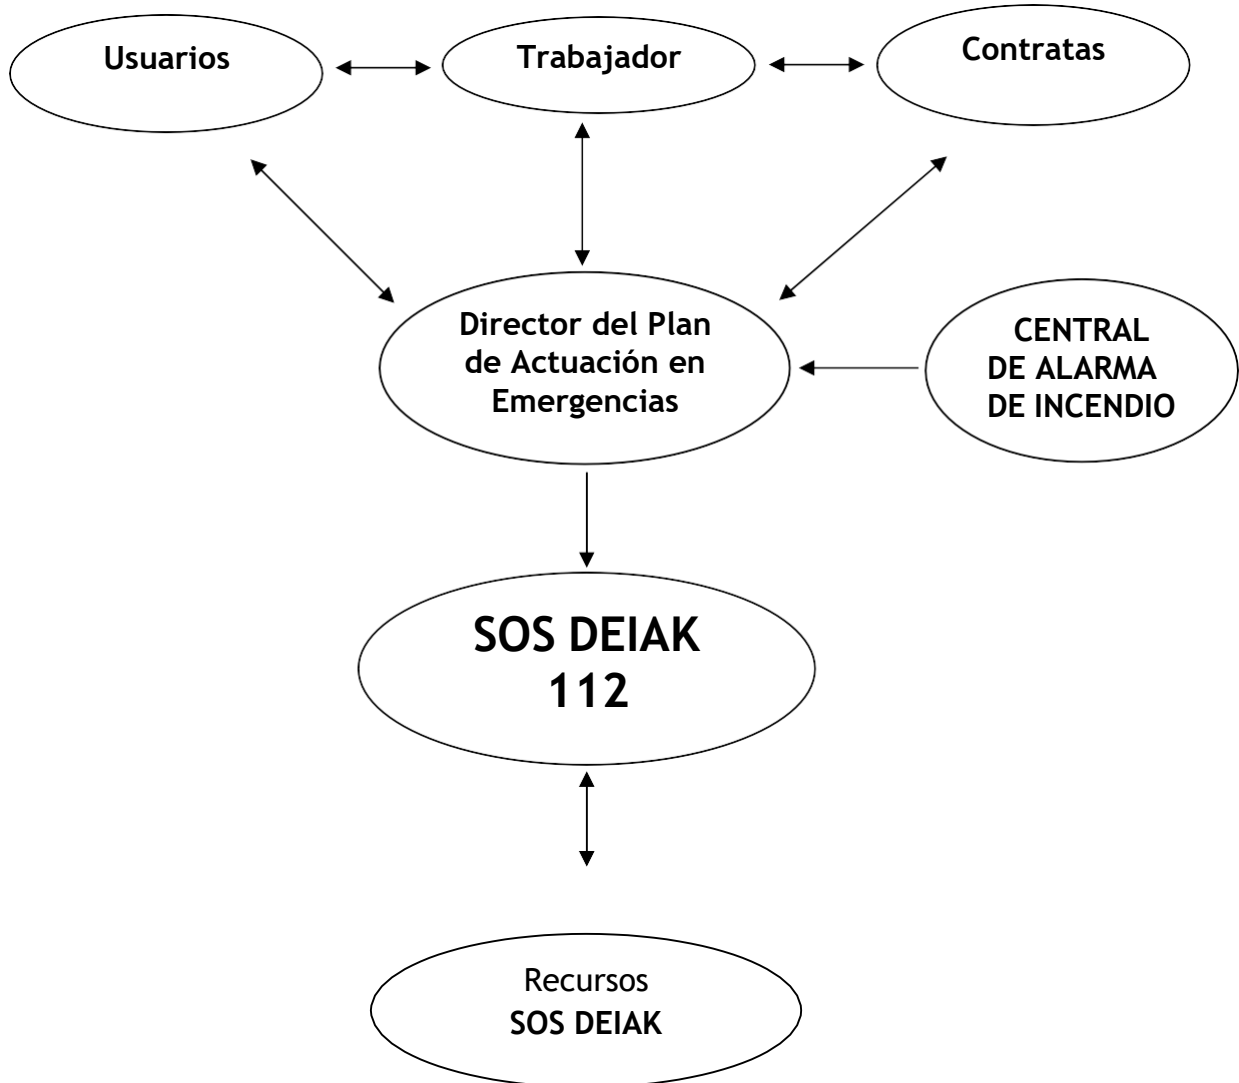 Usuarios
Trabajador
Contratas
Director del Plan
de Actuación en
Emergencias
CENTRAL
DE ALARMA
DE INCENDIO
SOS DEIAK
112
Recursos
SOS DEIAK